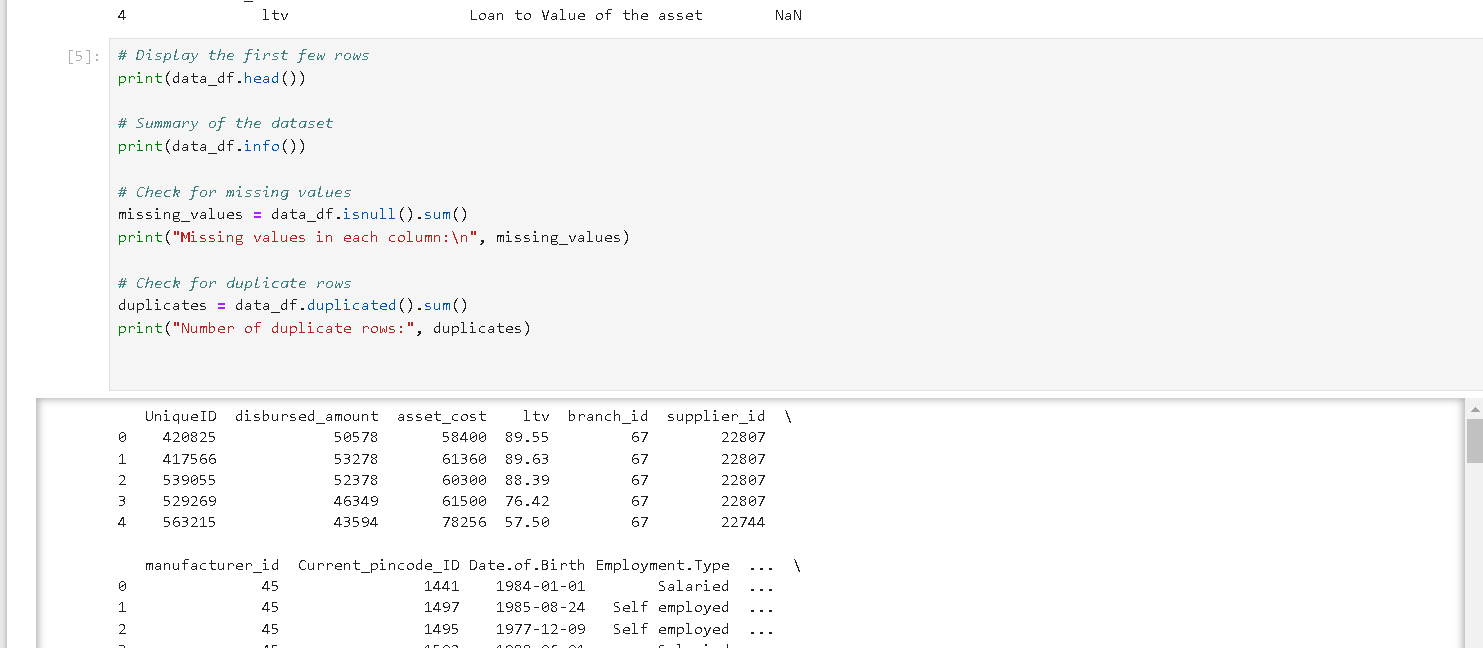 4 ltv Loan to Value of the asset NaN
[5]:
# Display the first few rows
print(data_df.head())
# Summary of the dataset
print(data_df.info())
# Check for missing values
missing_values = data_df.isnull().sum()
print("Missing values in each column:\n", missing_values)
# Check for duplicate rows
duplicates = data_df.duplicated().sum()
print("Number of duplicate rows:", duplicates)
UniqueID disbursed_amount asset_cost ltv branch_id supplier_id \
0 420825 50578 58400 89.55 67 22807
1 417566 53278 61360 89.63 67 22807
2 539055 52378 60300 88.39 67 22807
3 529269 46349 61500 76.42 67 22807
4 563215 43594 78256 57.50 67 22744
manufacturer_id Current_pincode_ID Date.of.Birth Employment.Type ... \
0 45 1441 1984-01-01 Salaried ...
1 45 1497 1985-08-24 Self employed ...
2 45 1495 1977-12-09 Self employed ...